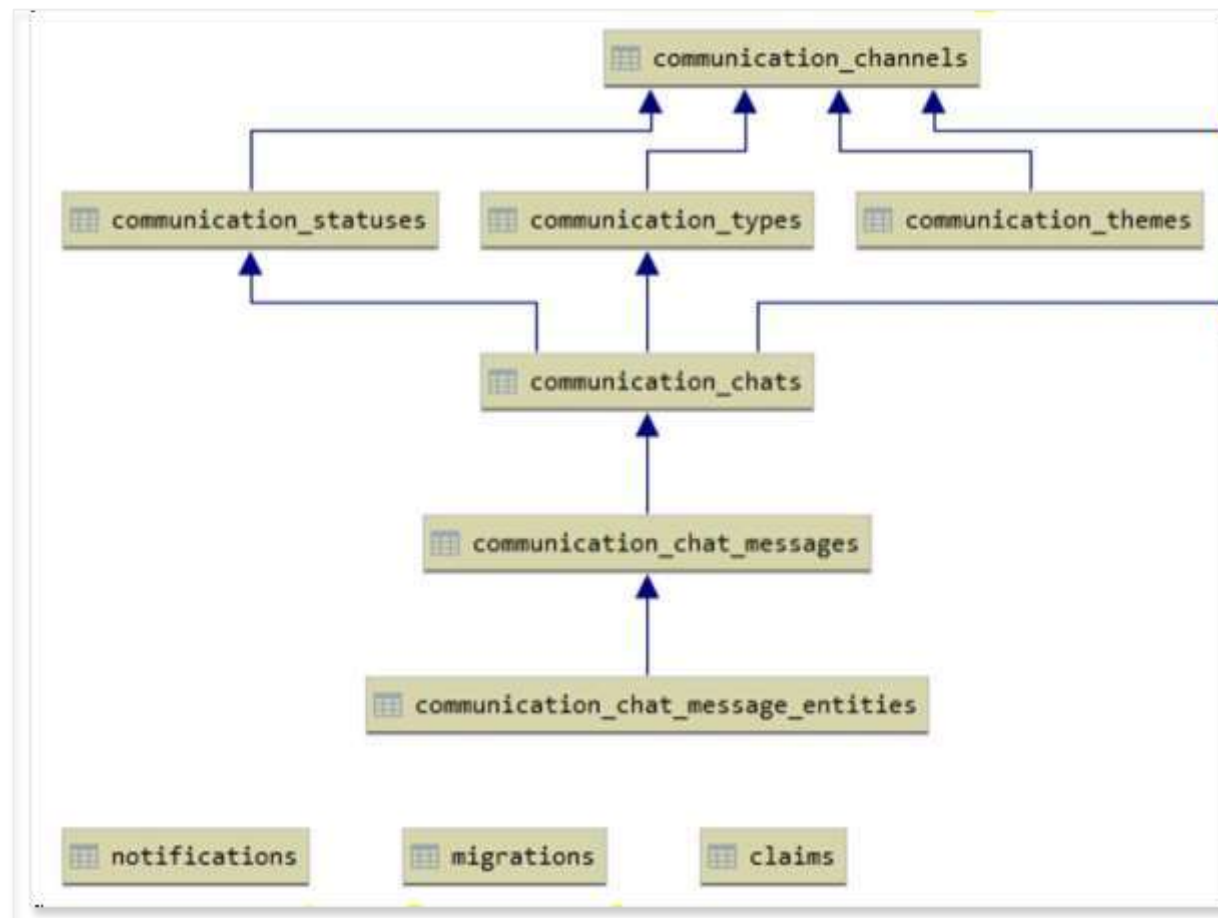 communication_channels
communication_statuses
communication_types
communication_themes
communication_chats
communication_chat_messages
communication_chat_message_entities
notifications
migrations
claims